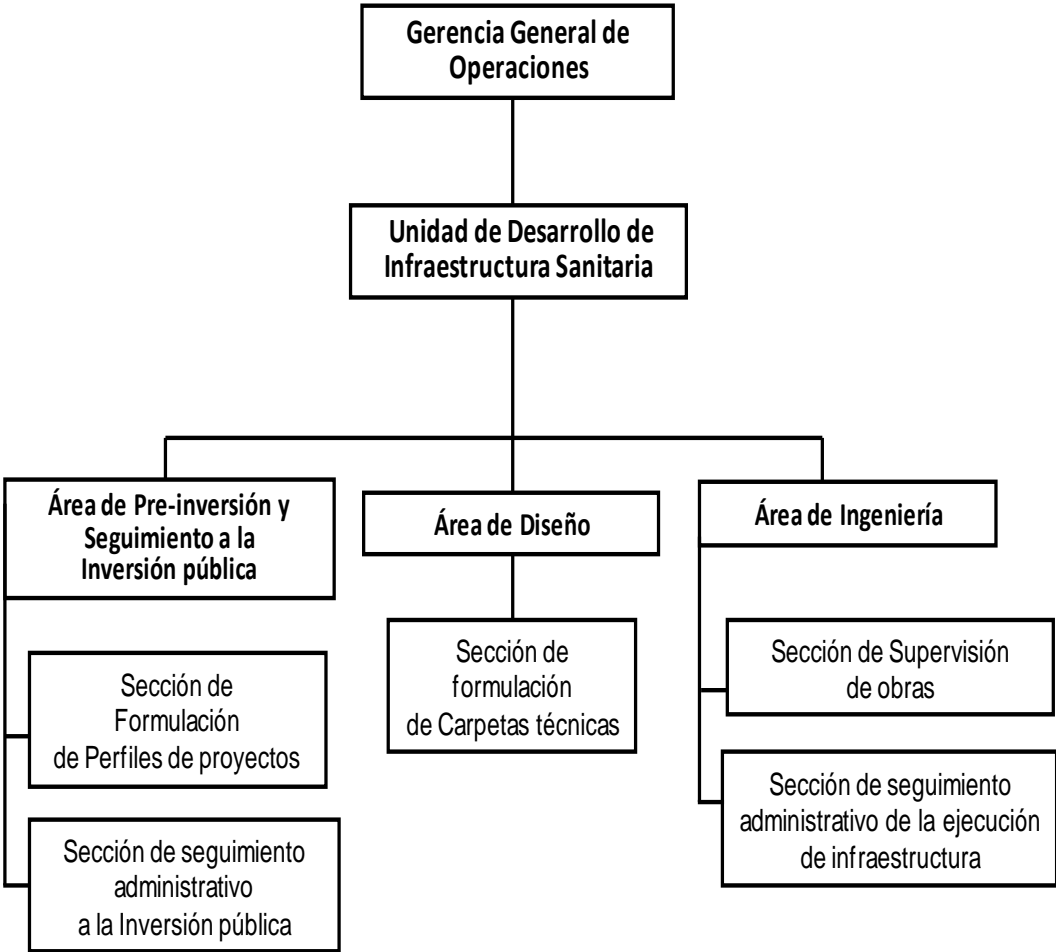 Gerencia General de
Operaciones
Unidad de Desarrollo de
Infraestructura Sanitaria
Área de Pre-inversión y
Seguimiento a la
Inversión pública
Área de Diseño
Área de Ingeniería
Sección de
Formulación
de Perfiles de proyectos
Sección de seguimiento
administrativo
a la Inversión pública
Sección de
formulación
de Carpetas técnicas
Sección de Supervisión
de obras
Sección de seguimiento
administrativo de la ejecución
de infraestructura